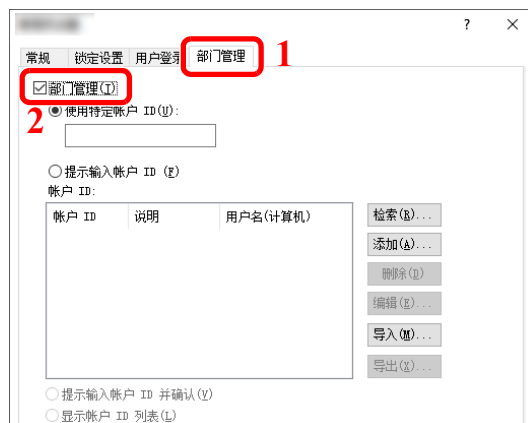 ?
常规 锁定设置 用户登录 部门管理 1
部门管理(I)
2 使用特定帐户 ID(U):
提示输入帐户 ID (F)
帐户 ID:
帐户 ID 说明 用户名(计算机)
检索(R)...
添加(A)...
删除(D)
编辑(E)...
导入(M)...
导出(X)...
提示输入帐户 ID 并确认(V)
显示帐户 ID 列表(L)